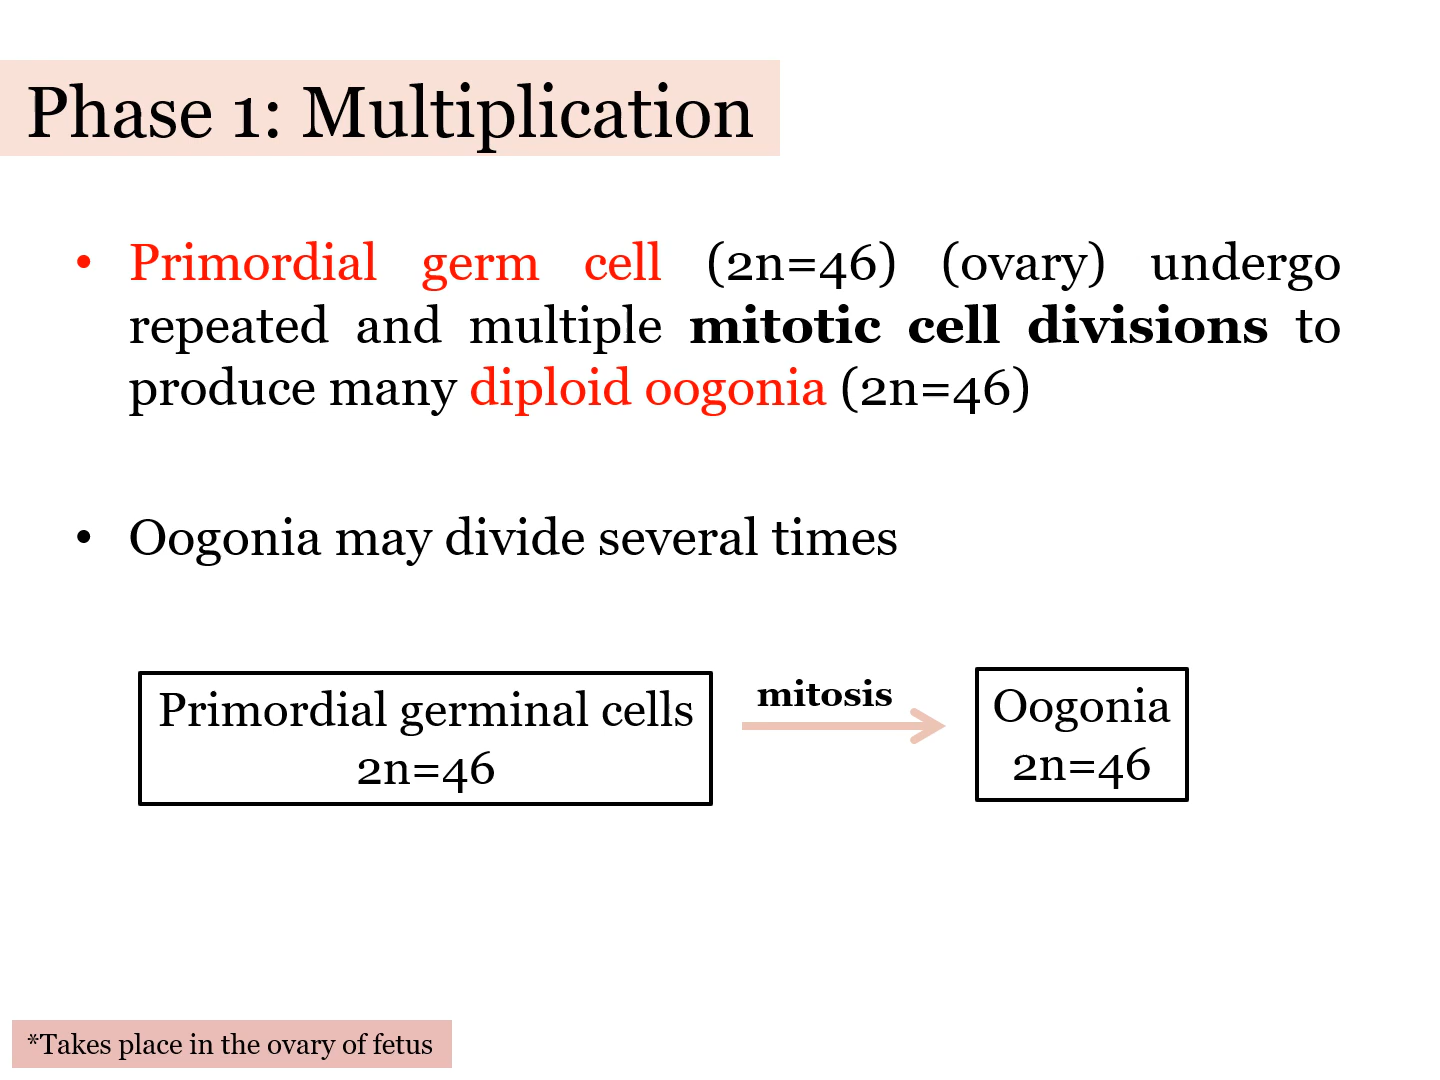 Phase 1: Multiplication
• Primordial germ cell (2n=46) (ovary) undergo
repeated and multiple mitotic cell divisions to
produce many diploid oogonia (2n=46)
• Oogonia may divide several times
Primordial germinal cells
2n=46
mitosis
Oogonia
2n=46
*Takes place in the ovary of fetus